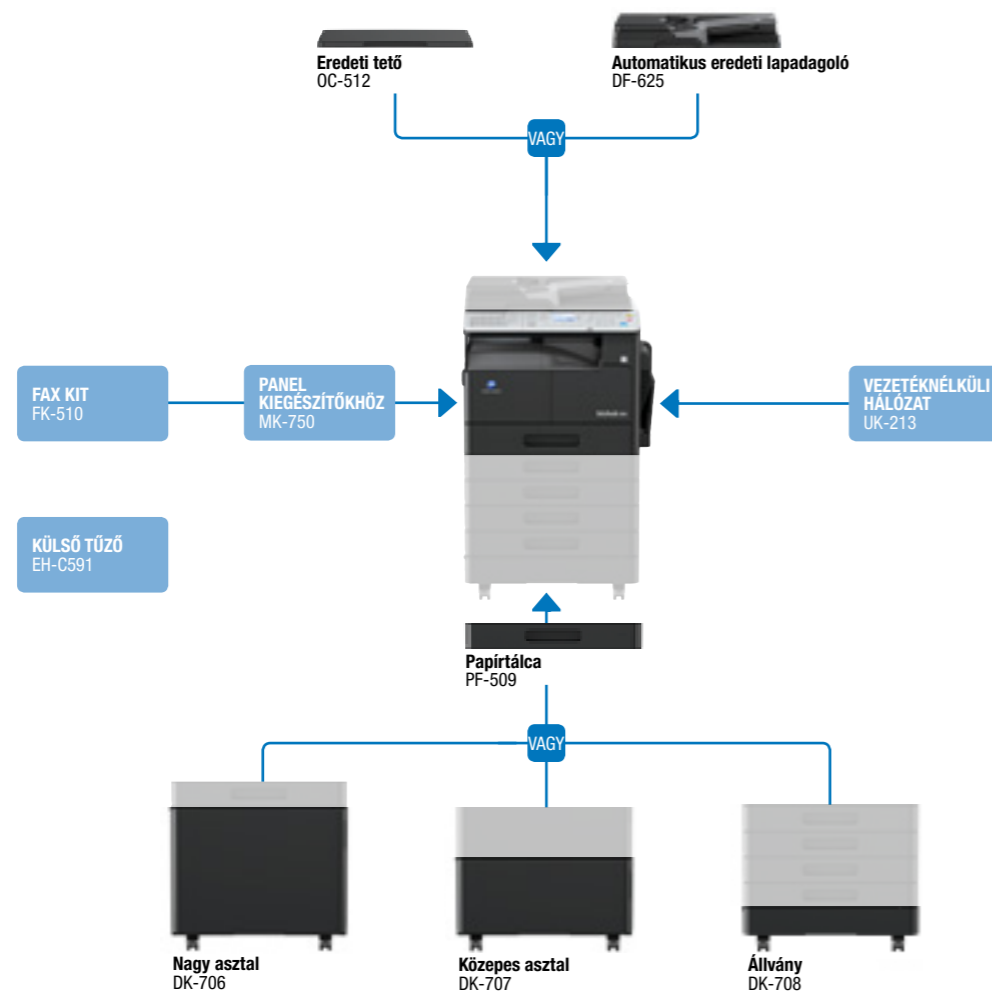 Eredeti tető
OC-512
Automatikus eredeti lapadagoló
DF-625
VAGY
FAX KIT
FK-510
PANEL
KIEGÉSZÍTŐKHÖZ
MK-750
VEZETÉKNÉLKÜLI
HÁLÓZAT
UK-213
KÜLSŐ TŰZŐ
EH-C591
Papírtálca
PF-509
VAGY
Nagy asztal
DK-706
Közepes asztal
DK-707
Állvány
DK-708